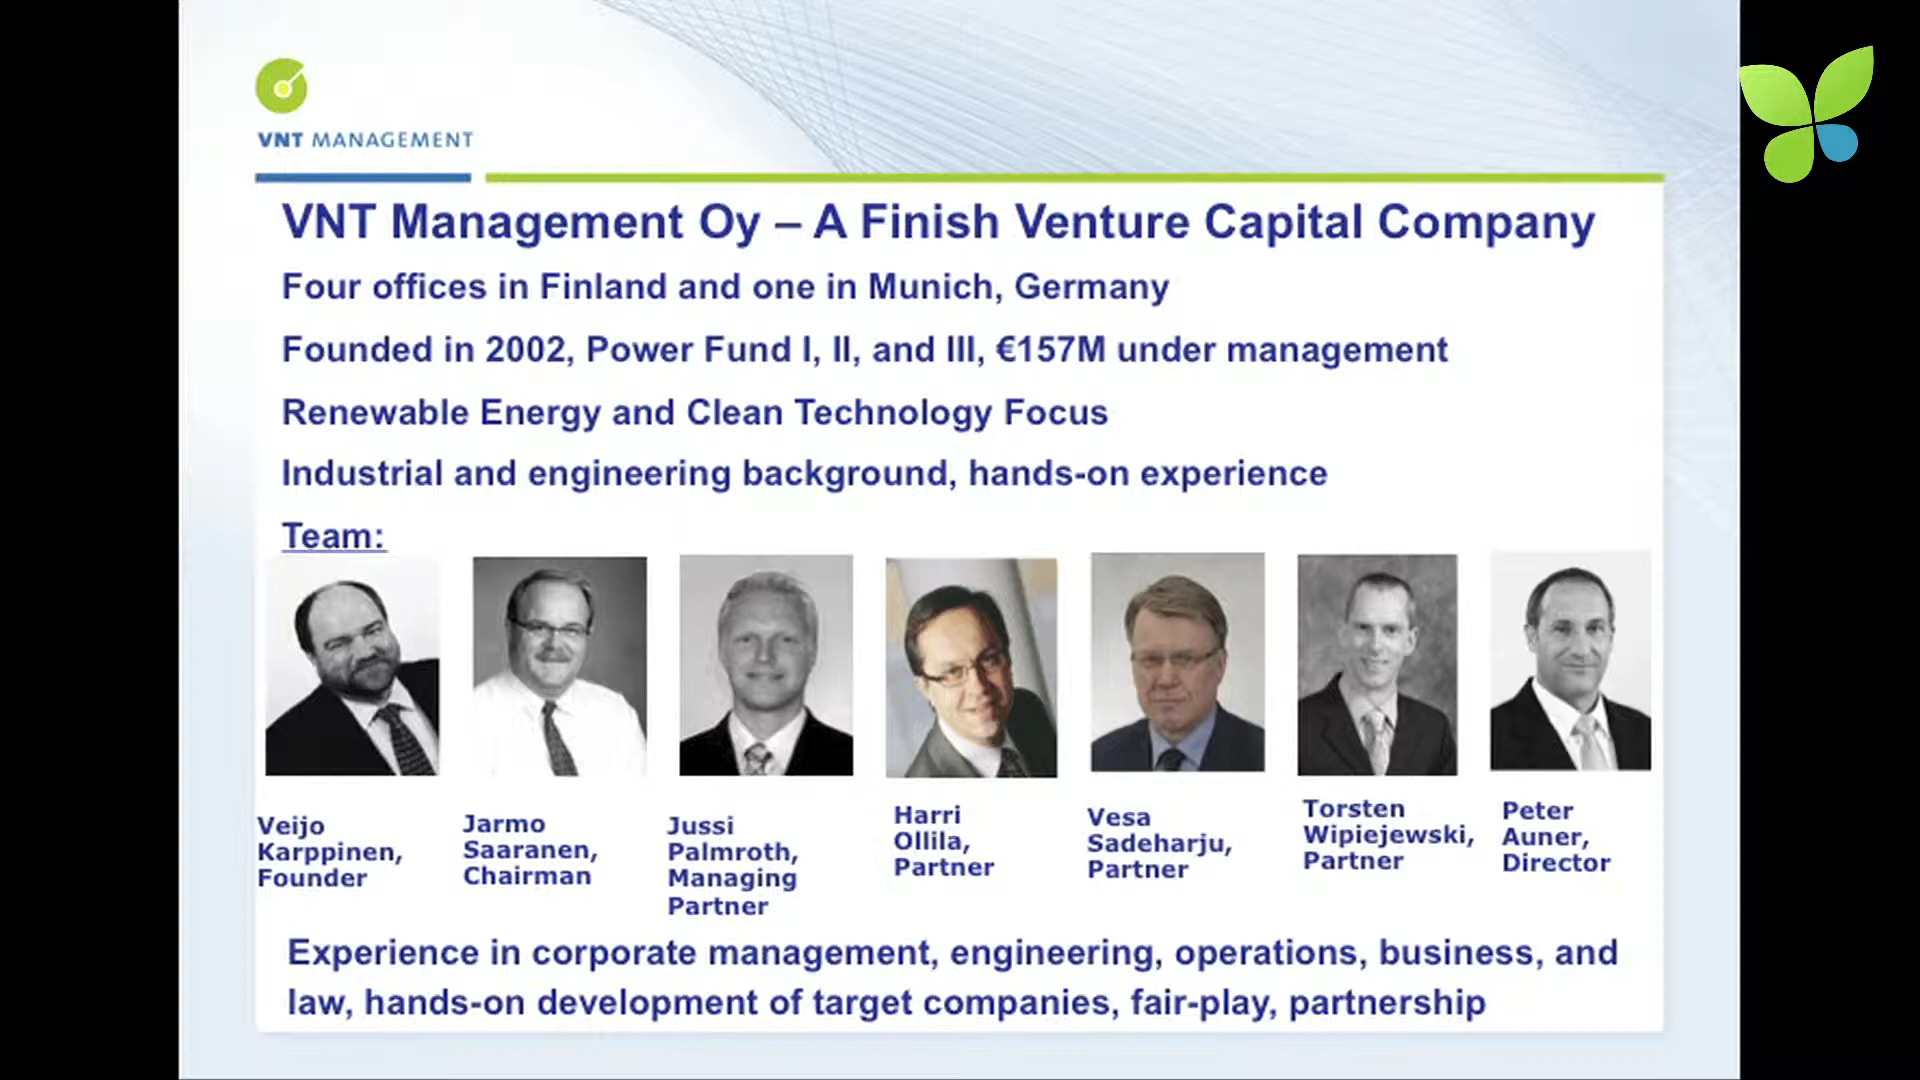 VNT MANAGEMENT
VNT Management Oy – A Finish Venture Capital Company
Four offices in Finland and one in Munich, Germany
Founded in 2002, Power Fund I, II, and III, €157M under management
Renewable Energy and Clean Technology Focus
Industrial and engineering background, hands-on experience
Team:
Veijo
Karppinen,
Founder
Jarmo
Saaranen,
Chairman
Jussi
Palmroth,
Managing
Partner
Harri
Ollila,
Partner
Vesa
Sadeharju,
Partner
Torsten
Wipiejewski,
Partner
Peter
Auner,
Director
Experience in corporate management, engineering, operations, business, and
law, hands-on development of target companies, fair-play, partnership